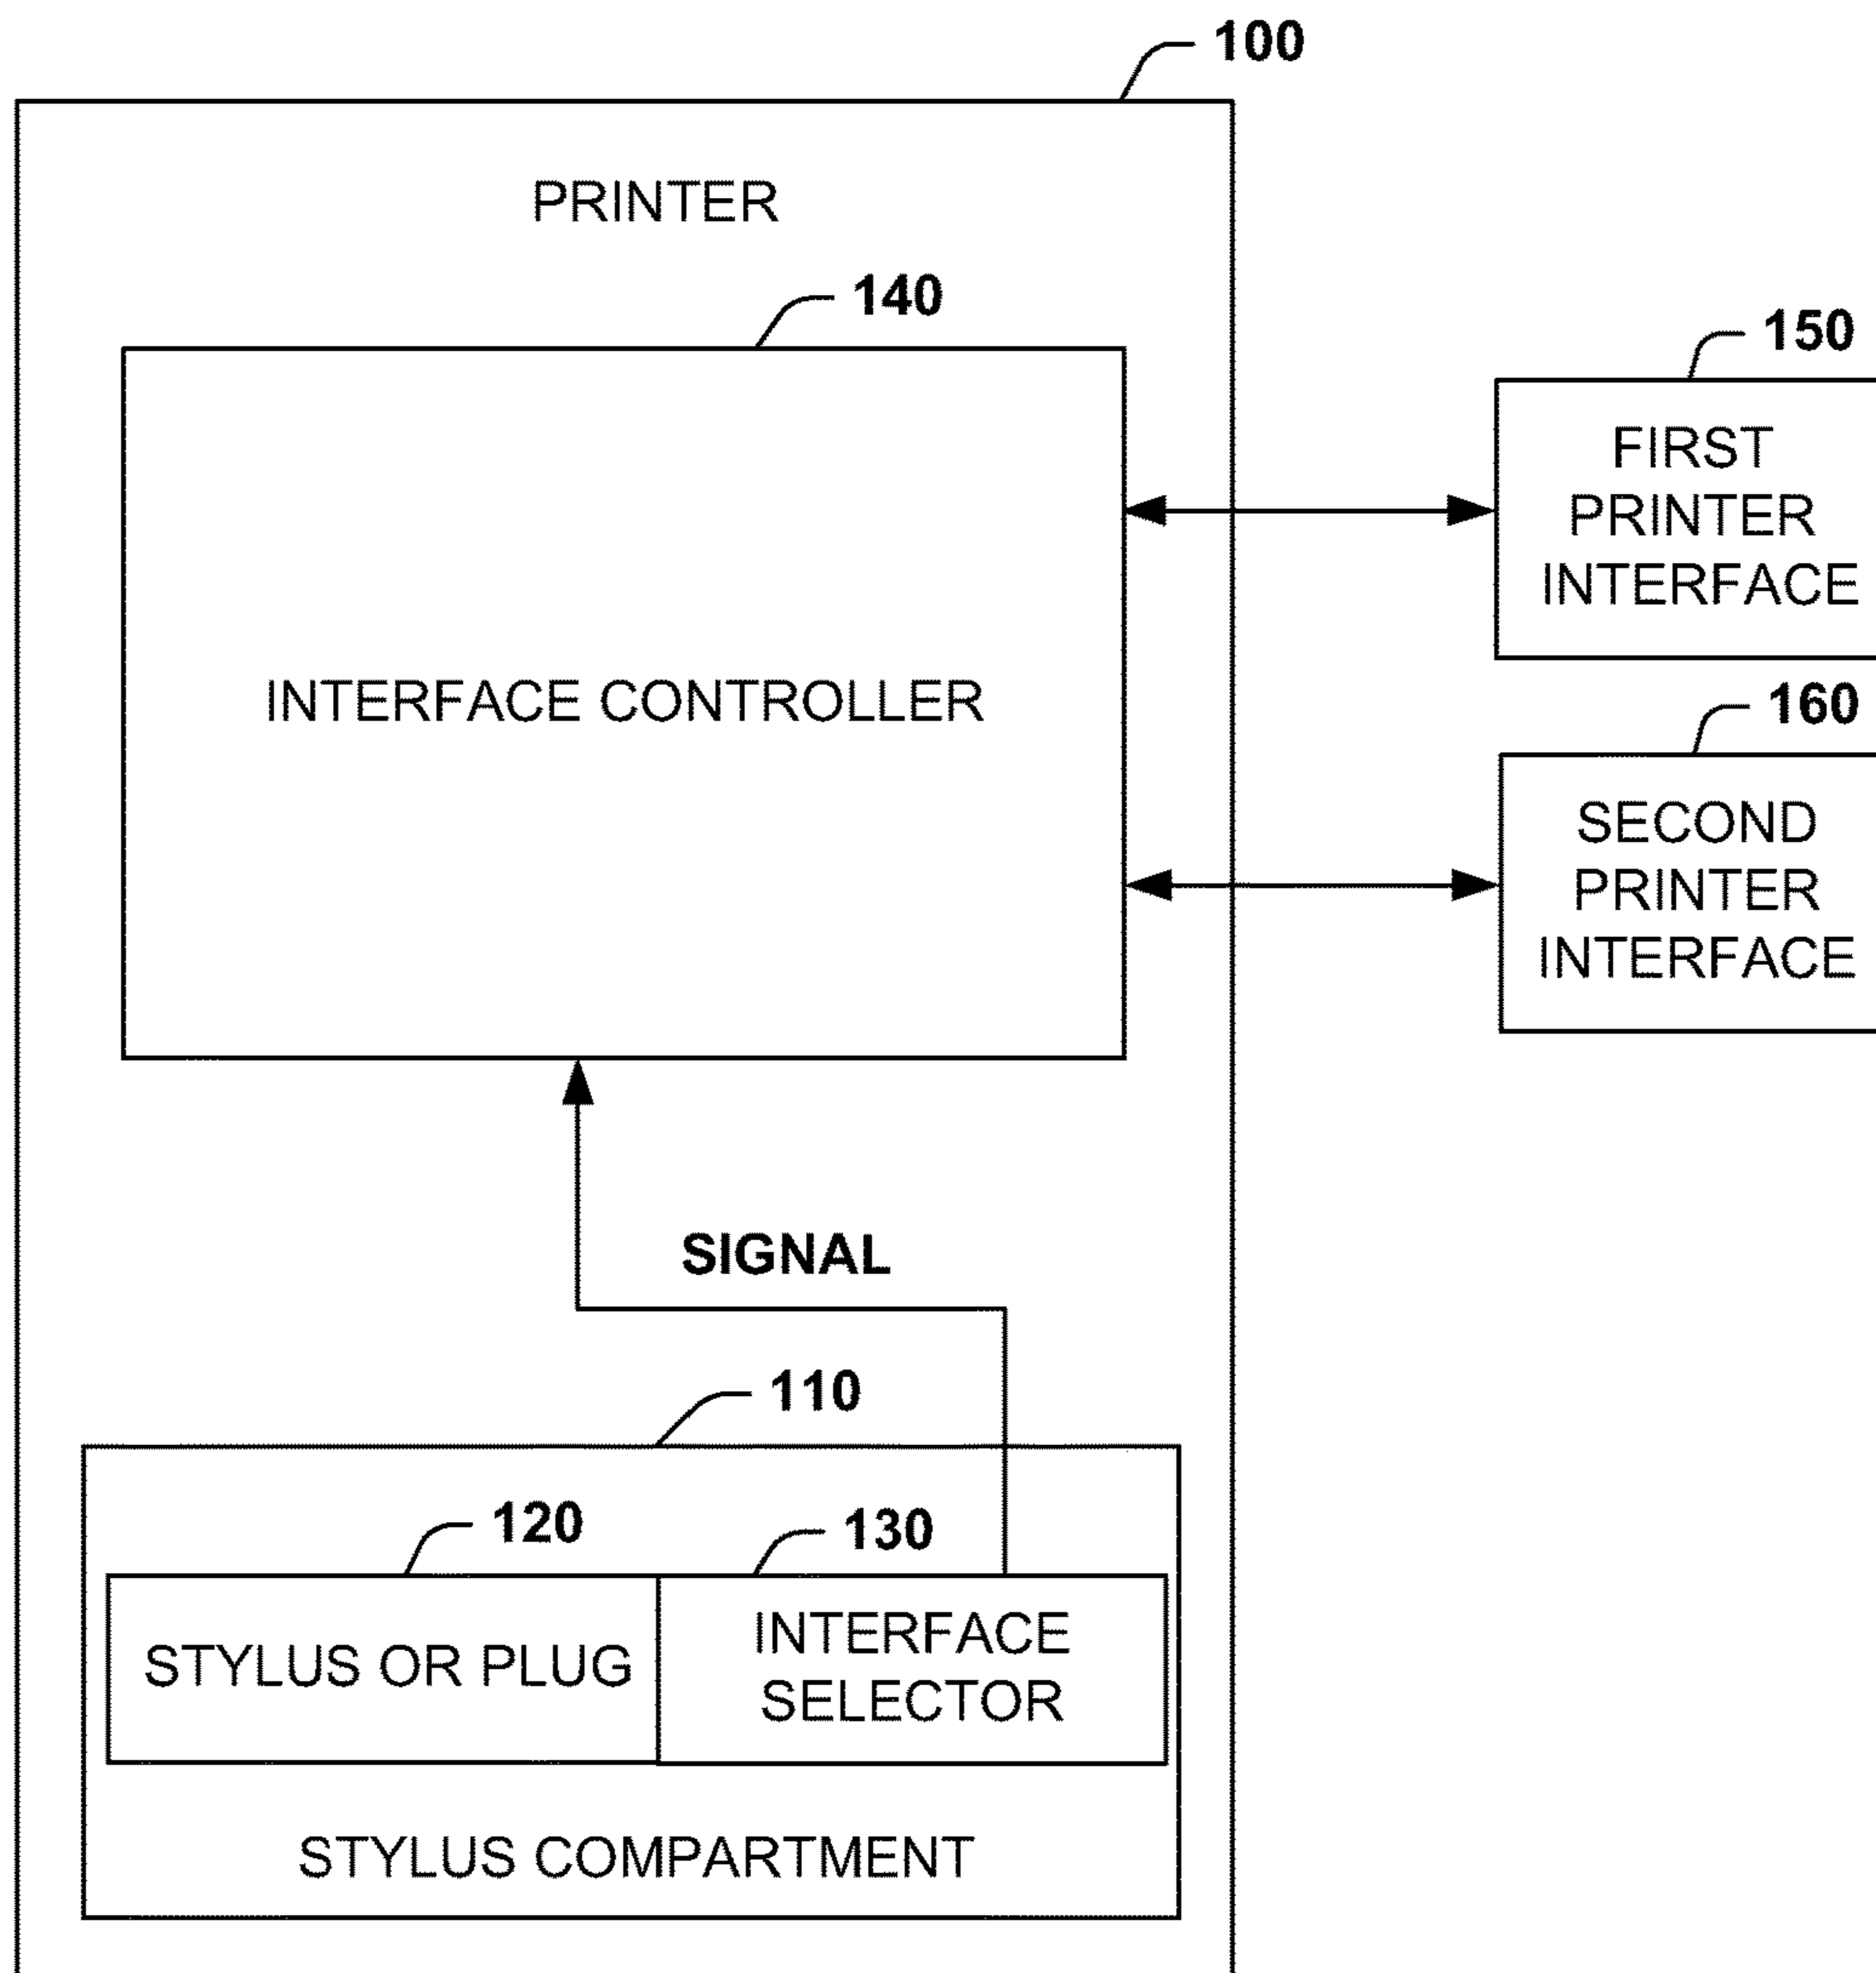 100
PRINTER
140
150
FIRST
PRINTER
INTERFACE
INTERFACE CONTROLLER
160
SECOND
PRINTER
INTERFACE
SIGNAL
110
120
130
STYLUS OR PLUG
INTERFACE
SELECTOR
STYLUS COMPARTMENT